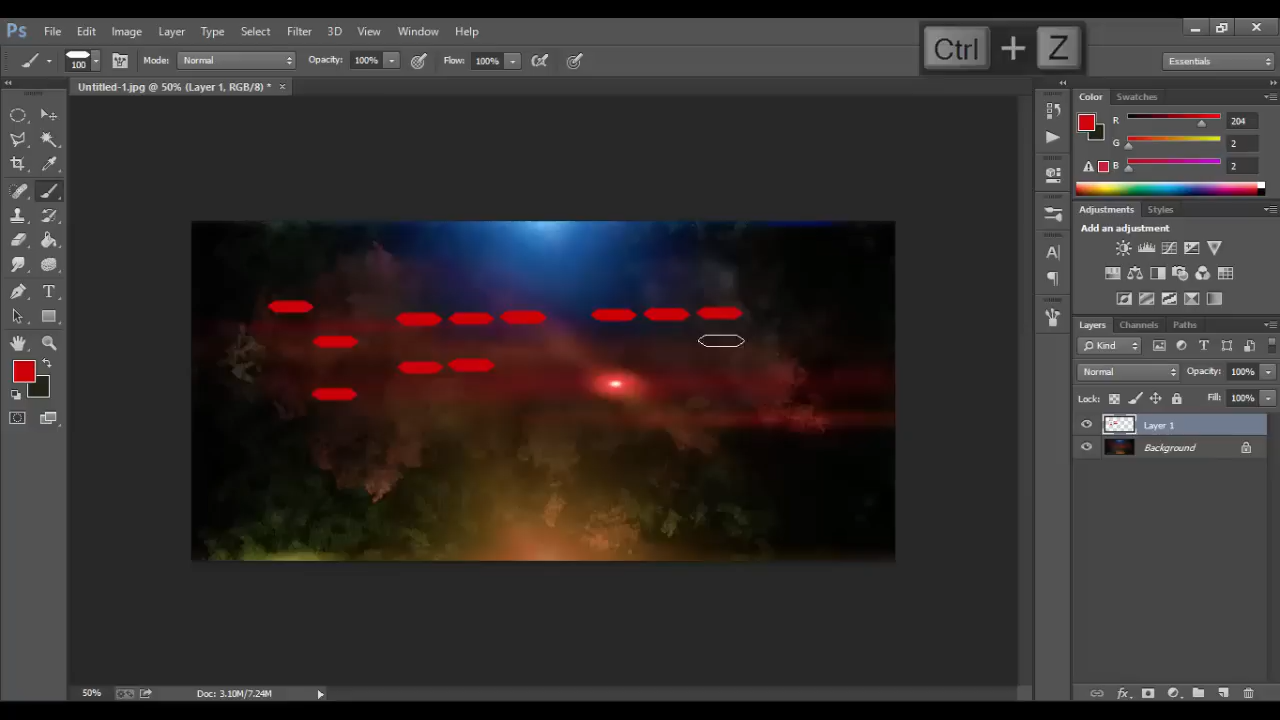 Ps File Edit Image Layer Type Select Filter 3D View Window Help
Ctrl + Z
100 Mode: Normal Opacity: 100% Flow: 100% Essentials
Untitled-1.jpg @ 50% (Layer 1, RGB/8) * ×
Color Swatches
R 204
G 2
B 2
Adjustments Styles
Add an adjustment
Layers Channels Paths
Kind
Normal Opacity: 100%
Lock: Fill: 100%
Layer 1
Background
50% Doc: 3.10M/7.24M